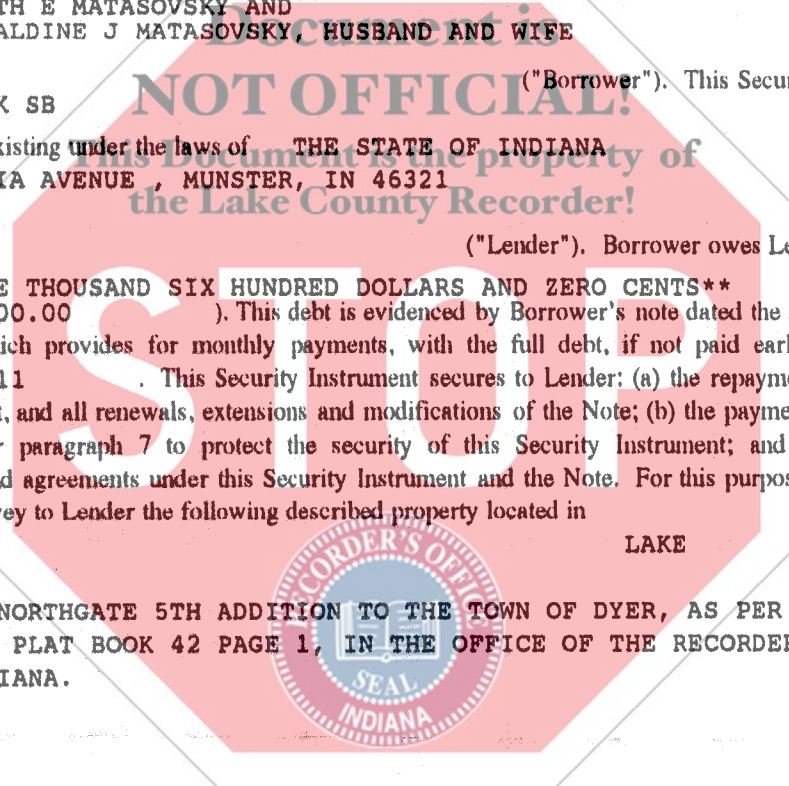 TH E MATASOVSKY AND
ALDINE J MATASOVSKY, HUSBAND AND WIFE
Document is
("Borrower"). This Secu
NOT OFFICIAL!
K SB
xisting under the laws of THE STATE OF INDIANA
This Document is the property of
IA AVENUE , MUNSTER, IN 46321
the Lake County Recorder!
("Lender"). Borrower owes Le
E THOUSAND SIX HUNDRED DOLLARS AND ZERO CENTS**
00.00 ). This debt is evidenced by Borrower's note dated the
ich provides for monthly payments, with the full debt, if not paid earl
11 . This Security Instrument secures to Lender: (a) the repayme
, and all renewals, extensions and modifications of the Note; (b) the payme
r paragraph 7 to protect the security of this Security Instrument; and
d agreements under this Security Instrument and the Note. For this purpos
vey to Lender the following described property located in
STOP
LAKE
NORTHGATE 5TH ADDITION TO THE TOWN OF DYER, AS PER
PLAT BOOK 42 PAGE 1, IN THE OFFICE OF THE RECORDER
IANA.
RECORDER'S OFFICE
SEAL
INDIANA